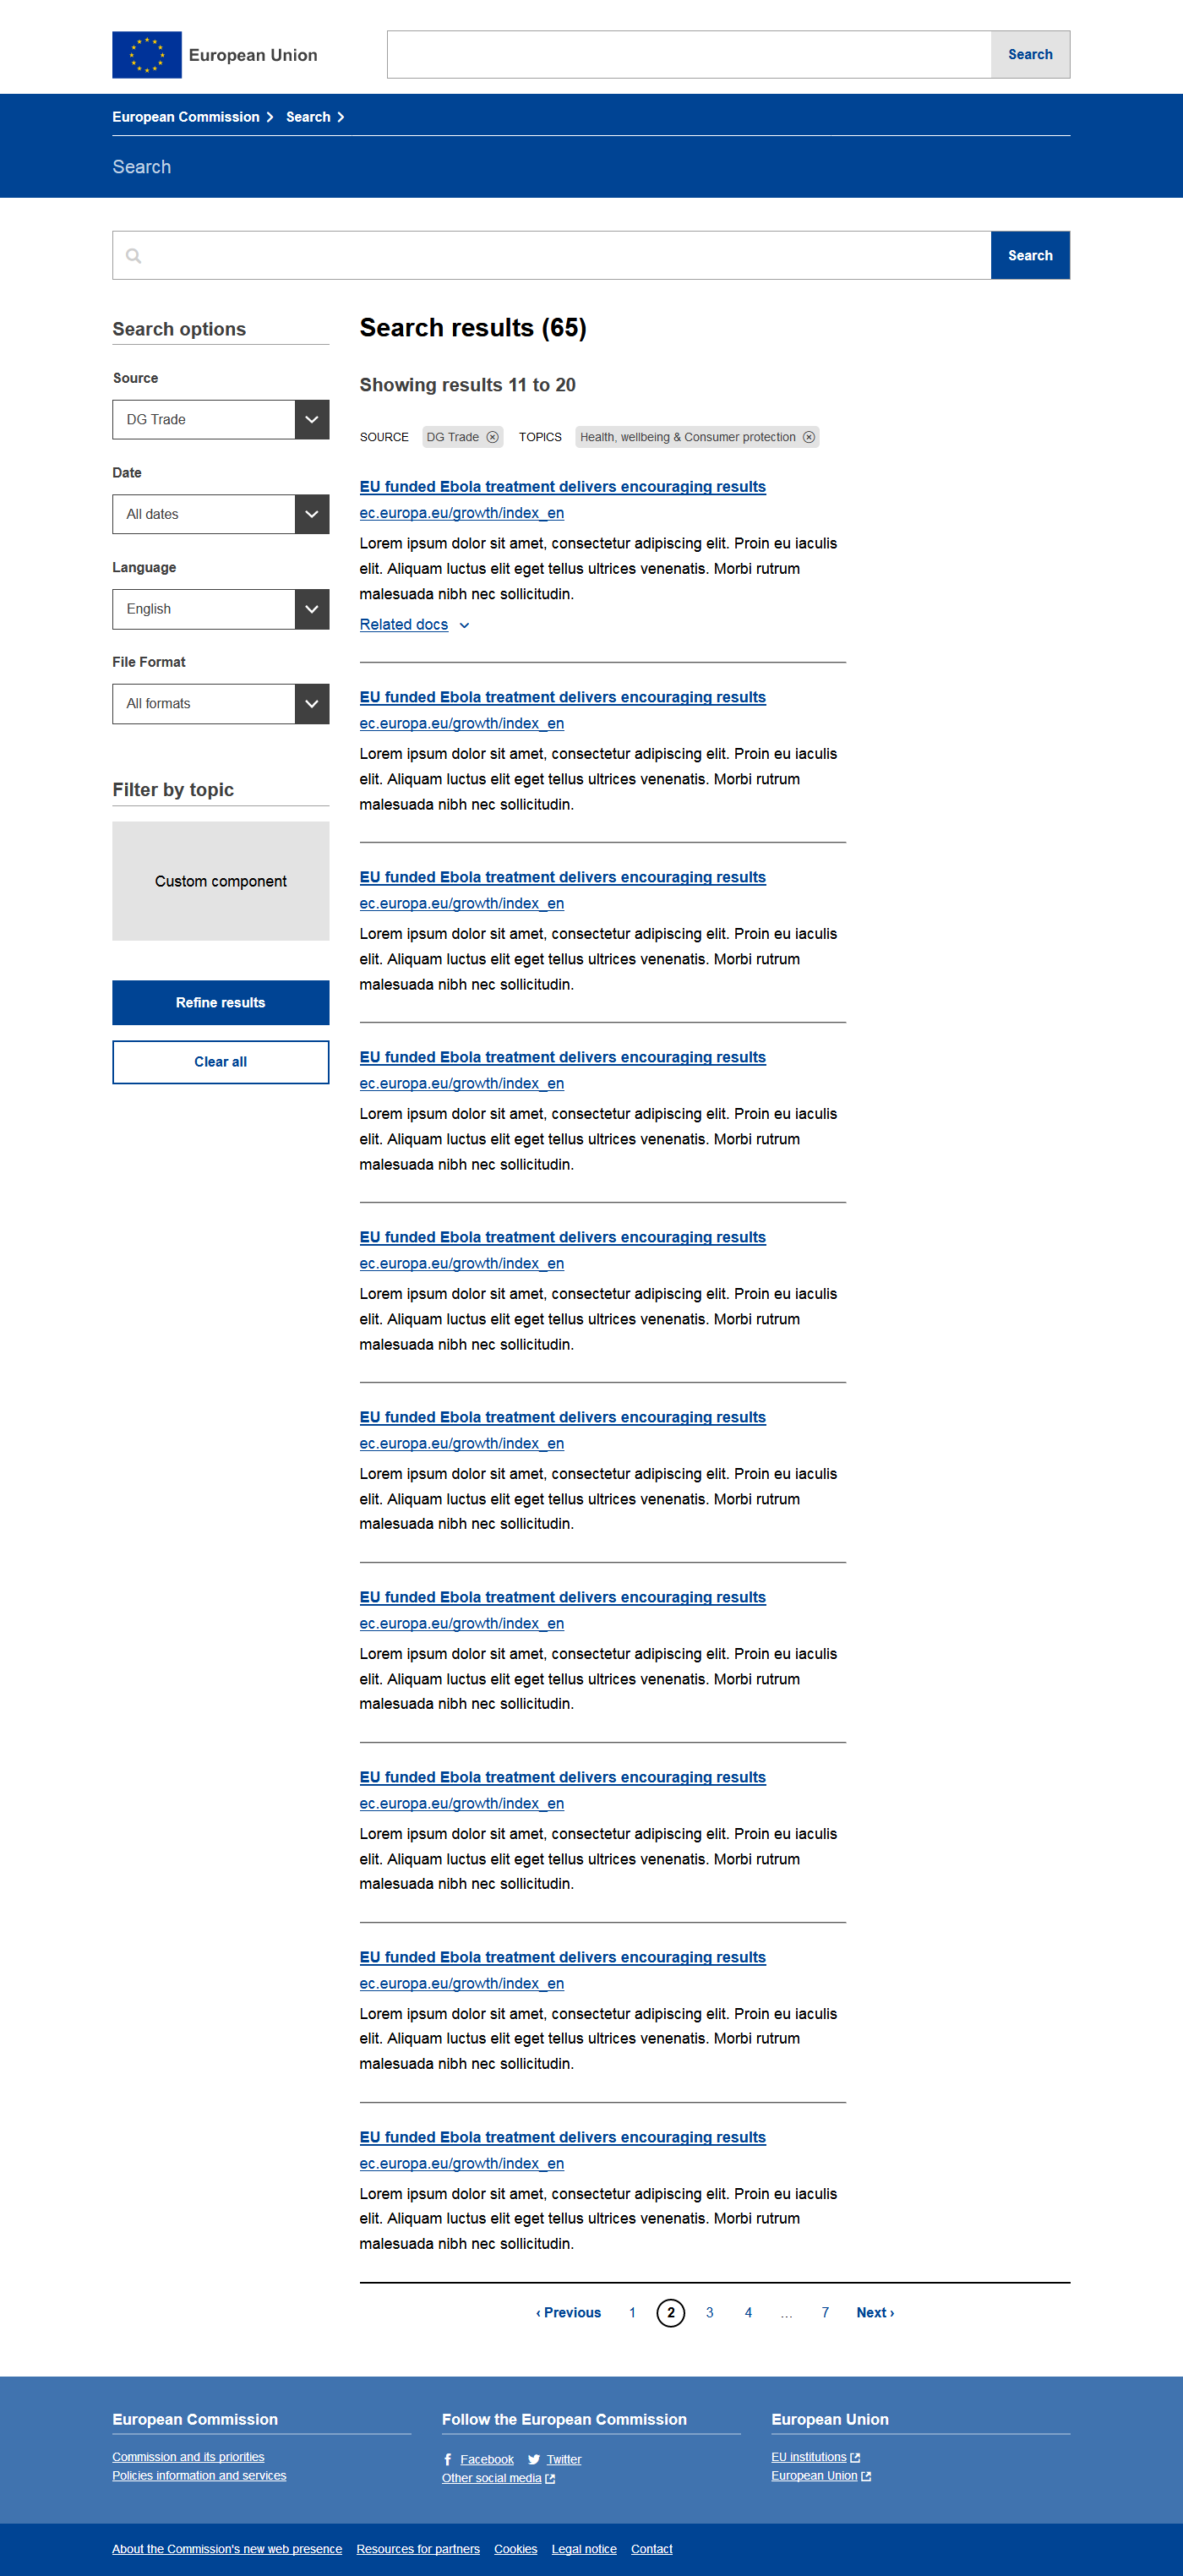 European Union
Search
European Commission
Search
Search
Search
Search options
Source
DG Trade
Date
All dates
Language
English
File Format
All formats
Filter by topic
Custom component
Refine results
Clear all
Search results (65)
Showing results 11 to 20
SOURCE DG Trade TOPICS Health, wellbeing & Consumer protection
EU funded Ebola treatment delivers encouraging results
ec.europa.eu/growth/index_en
Lorem ipsum dolor sit amet, consectetur adipiscing elit. Proin eu iaculis
elit. Aliquam luctus elit eget tellus ultrices venenatis. Morbi rutrum
malesuada nibh nec sollicitudin.
Related docs
EU funded Ebola treatment delivers encouraging results
ec.europa.eu/growth/index_en
Lorem ipsum dolor sit amet, consectetur adipiscing elit. Proin eu iaculis
elit. Aliquam luctus elit eget tellus ultrices venenatis. Morbi rutrum
malesuada nibh nec sollicitudin.
EU funded Ebola treatment delivers encouraging results
ec.europa.eu/growth/index_en
Lorem ipsum dolor sit amet, consectetur adipiscing elit. Proin eu iaculis
elit. Aliquam luctus elit eget tellus ultrices venenatis. Morbi rutrum
malesuada nibh nec sollicitudin.
EU funded Ebola treatment delivers encouraging results
ec.europa.eu/growth/index_en
Lorem ipsum dolor sit amet, consectetur adipiscing elit. Proin eu iaculis
elit. Aliquam luctus elit eget tellus ultrices venenatis. Morbi rutrum
malesuada nibh nec sollicitudin.
EU funded Ebola treatment delivers encouraging results
ec.europa.eu/growth/index_en
Lorem ipsum dolor sit amet, consectetur adipiscing elit. Proin eu iaculis
elit. Aliquam luctus elit eget tellus ultrices venenatis. Morbi rutrum
malesuada nibh nec sollicitudin.
EU funded Ebola treatment delivers encouraging results
ec.europa.eu/growth/index_en
Lorem ipsum dolor sit amet, consectetur adipiscing elit. Proin eu iaculis
elit. Aliquam luctus elit eget tellus ultrices venenatis. Morbi rutrum
malesuada nibh nec sollicitudin.
EU funded Ebola treatment delivers encouraging results
ec.europa.eu/growth/index_en
Lorem ipsum dolor sit amet, consectetur adipiscing elit. Proin eu iaculis
elit. Aliquam luctus elit eget tellus ultrices venenatis. Morbi rutrum
malesuada nibh nec sollicitudin.
EU funded Ebola treatment delivers encouraging results
ec.europa.eu/growth/index_en
Lorem ipsum dolor sit amet, consectetur adipiscing elit. Proin eu iaculis
elit. Aliquam luctus elit eget tellus ultrices venenatis. Morbi rutrum
malesuada nibh nec sollicitudin.
EU funded Ebola treatment delivers encouraging results
ec.europa.eu/growth/index_en
Lorem ipsum dolor sit amet, consectetur adipiscing elit. Proin eu iaculis
elit. Aliquam luctus elit eget tellus ultrices venenatis. Morbi rutrum
malesuada nibh nec sollicitudin.
EU funded Ebola treatment delivers encouraging results
ec.europa.eu/growth/index_en
Lorem ipsum dolor sit amet, consectetur adipiscing elit. Proin eu iaculis
elit. Aliquam luctus elit eget tellus ultrices venenatis. Morbi rutrum
malesuada nibh nec sollicitudin.
‹ Previous 1 2 3 4 ... 7 Next ›
European Commission
Commission and its priorities
Policies information and services
Follow the European Commission
Facebook Twitter
Other social media
European Union
EU institutions
European Union
About the Commission's new web presence Resources for partners Cookies Legal notice Contact